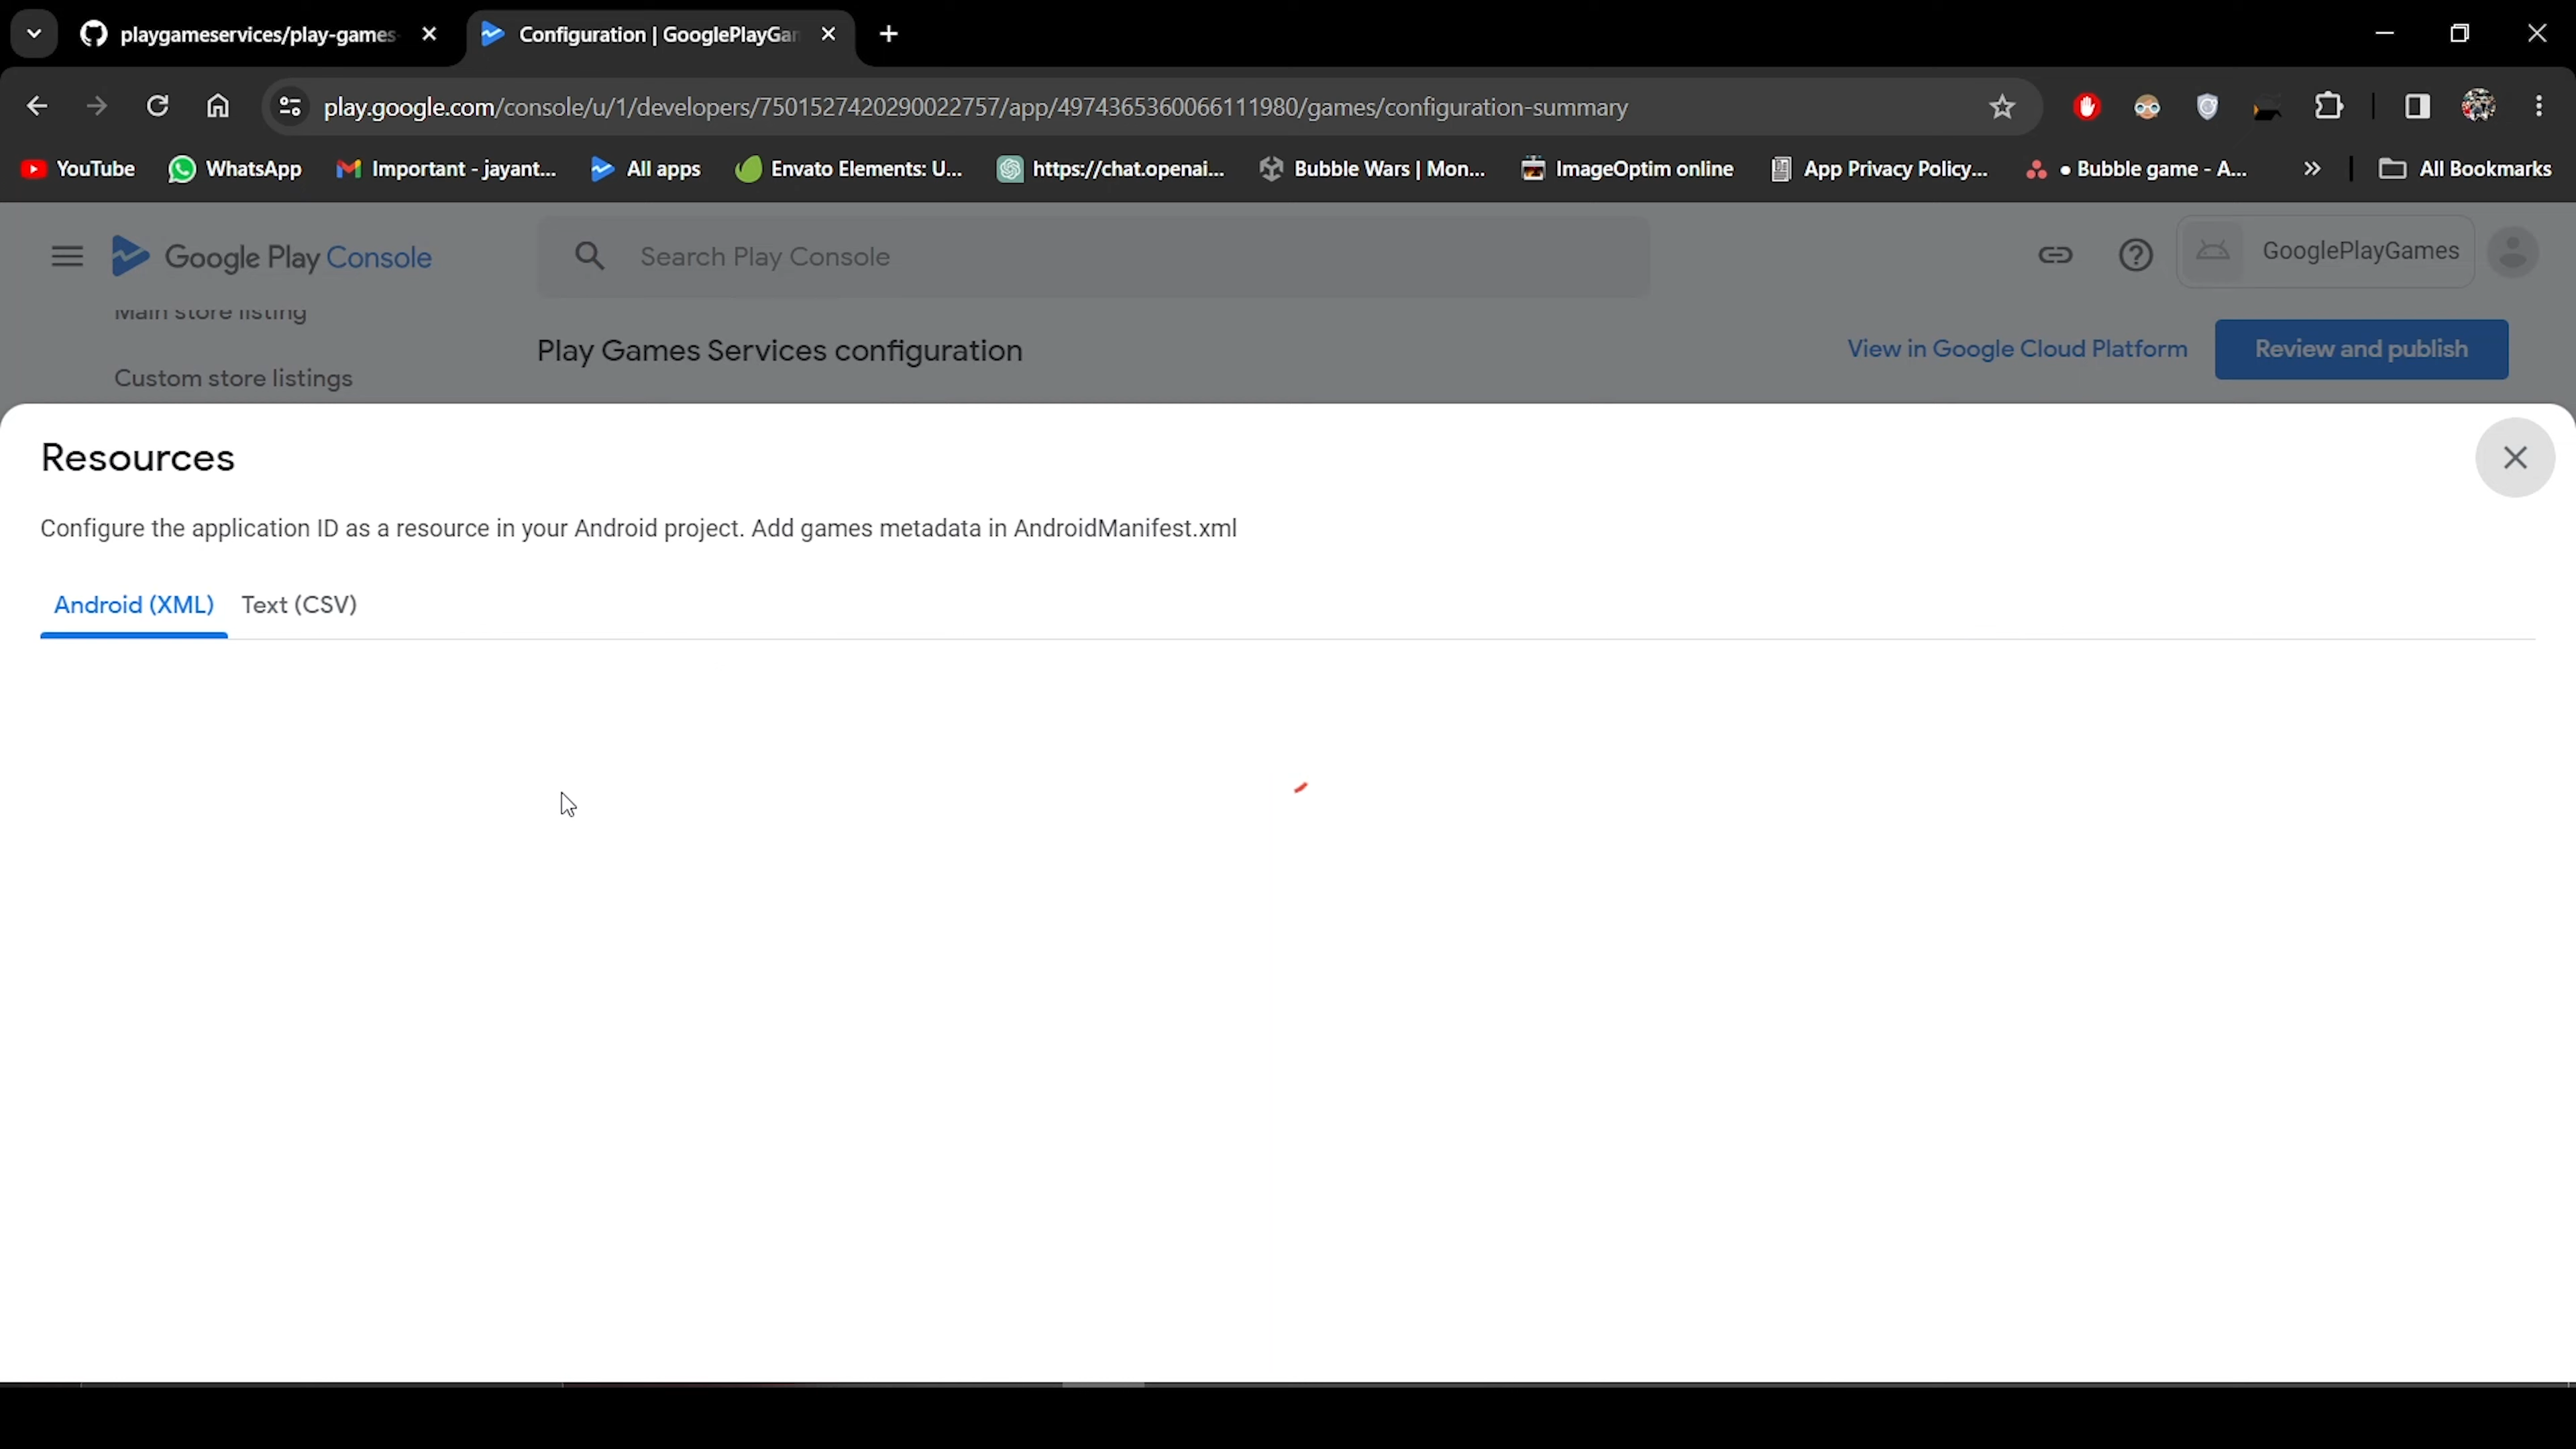 playgameservices/play-games-
Configuration | GooglePlayGam
play.google.com/console/u/1/developers/7501527420290022757/app/4974365360066111980/games/configuration-summary
YouTube
WhatsApp
Important - jayant...
All apps
Envato Elements: U...
https://chat.openai...
Bubble Wars | Mon...
ImageOptim online
App Privacy Policy...
● Bubble game - A...
All Bookmarks
Google Play Console
Search Play Console
GooglePlayGames
Main store listing
Custom store listings
Play Games Services configuration
View in Google Cloud Platform
Review and publish
Resources
Configure the application ID as a resource in your Android project. Add games metadata in AndroidManifest.xml
Android (XML)
Text (CSV)